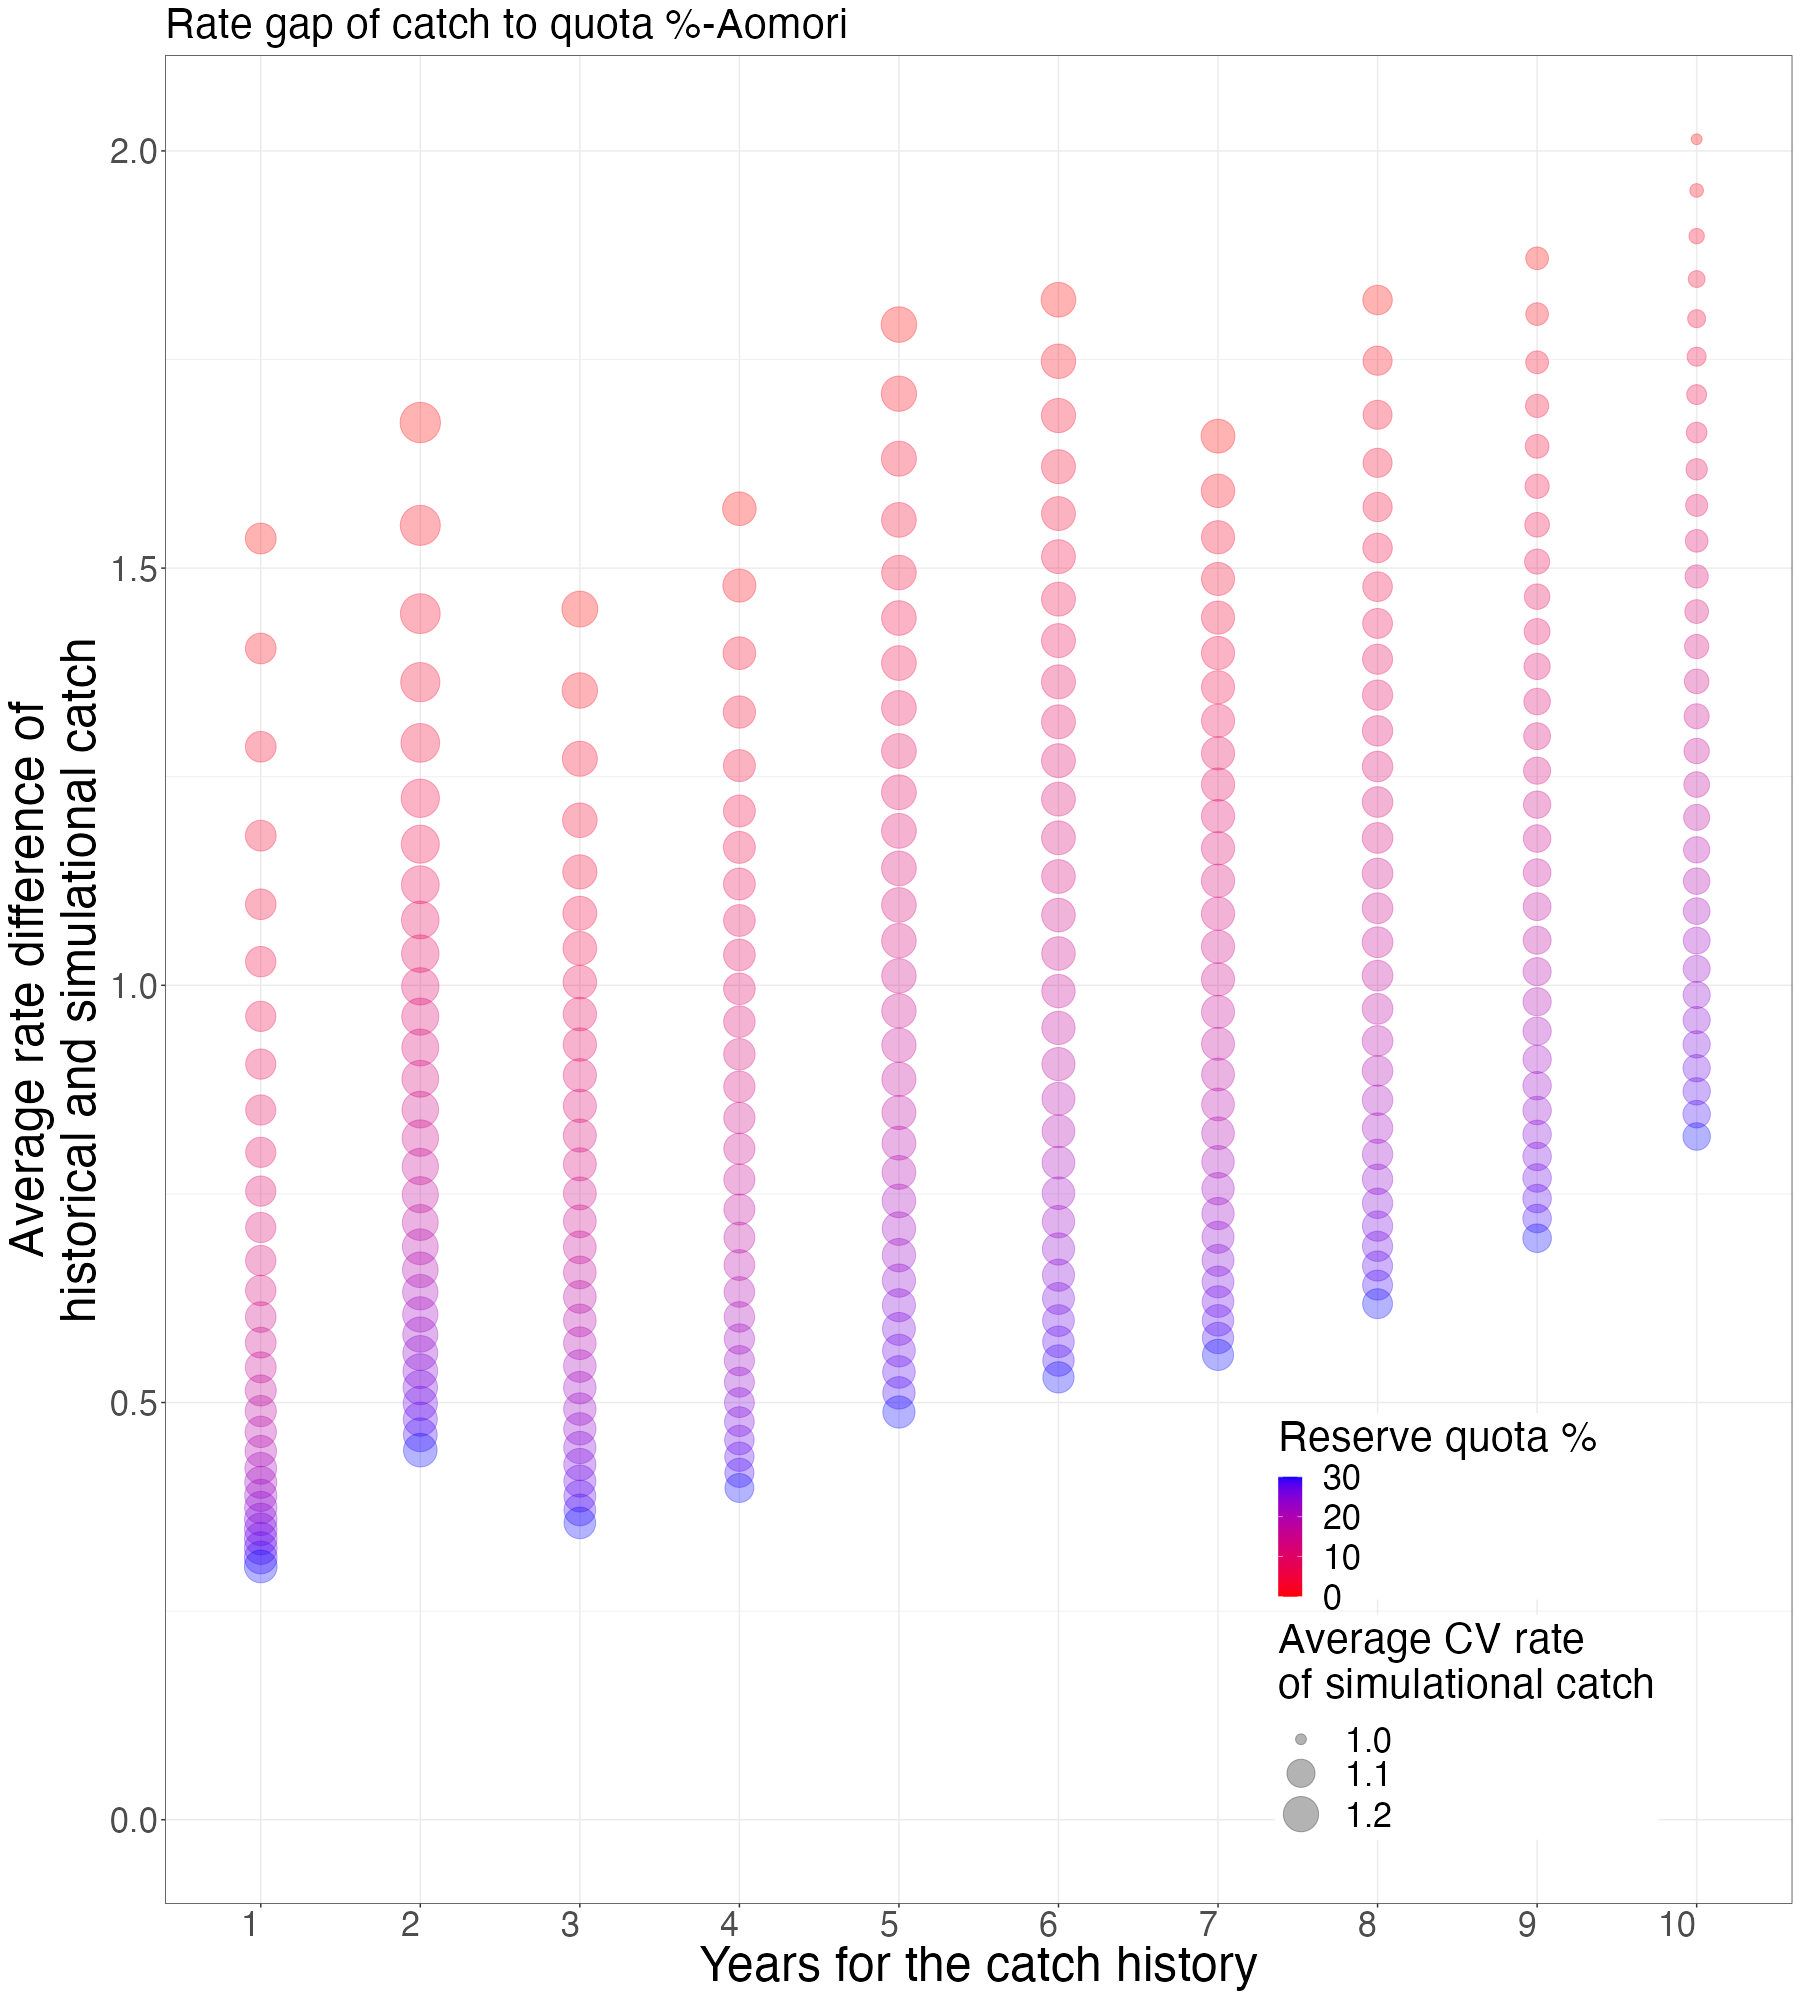 Rate gap of catch to quota %-Aomori
Average rate difference of
historical and simulational catch
2.0
1.5
1.0
0.5
0.0
Reserve quota %
30
20
10
0
Average CV rate
of simulational catch
1.0
1.1
1.2
1 2 3 4 5 6 7 8 9 10
Years for the catch history